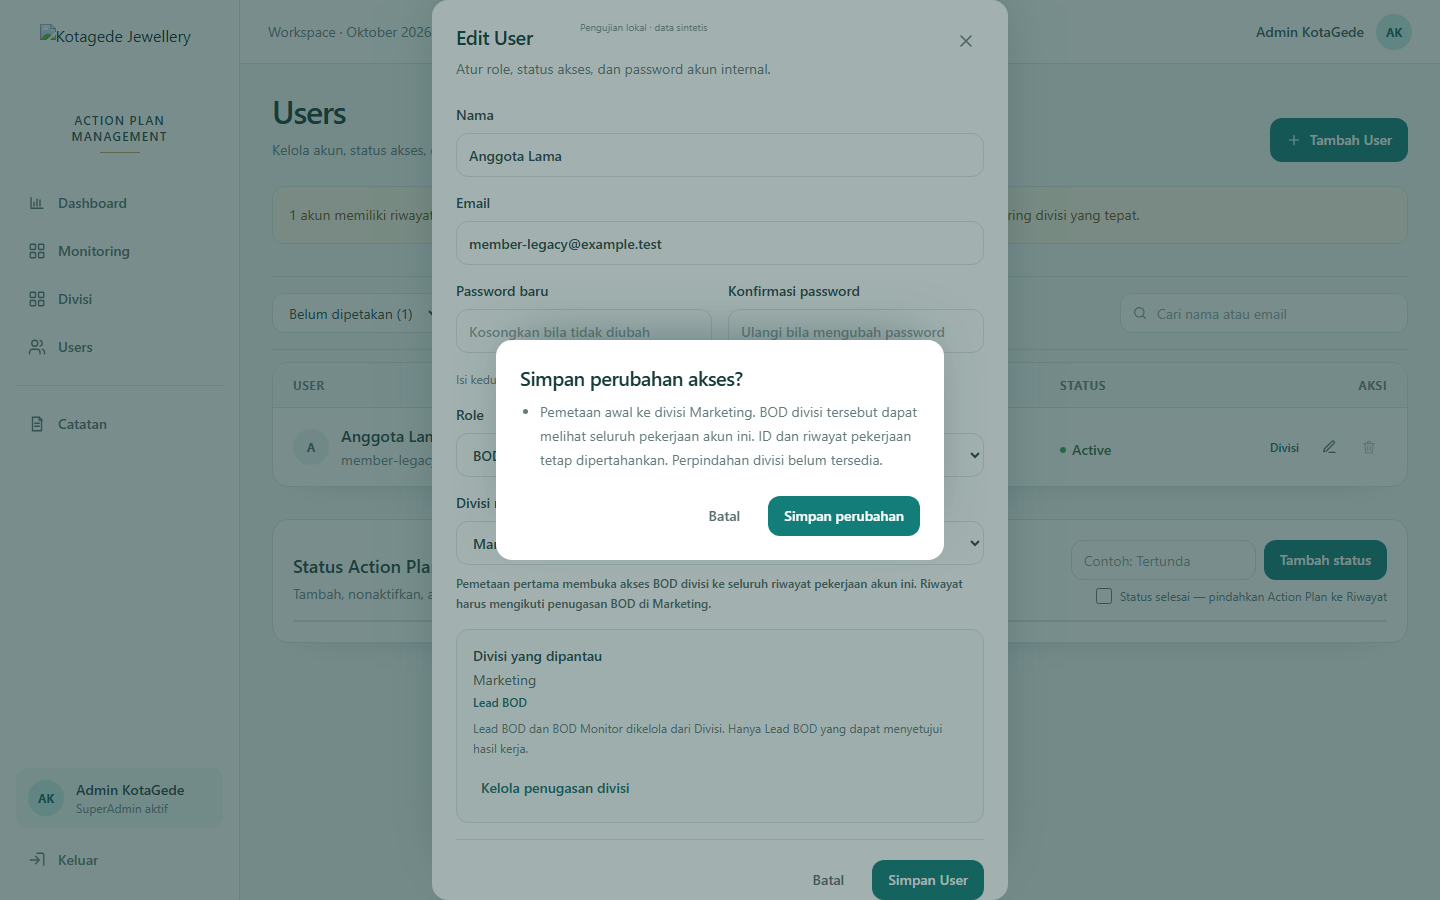 Kotagede Jewellery
ACTION PLAN
MANAGEMENT
Dashboard
Monitoring
Divisi
Users
Catatan
Admin KotaGede
SuperAdmin aktif
AK
Keluar
Workspace · Oktober 2026
Admin KotaGede
AK
Users
Kelola akun, status akses,
Tambah User
1 akun memiliki riwayat
ring divisi yang tepat.
Belum dipetakan (1)
Cari nama atau email
USER
STATUS
AKSI
A
Anggota Lam
member-legacy
Active
Divisi
Status Action Pla
Tambah, nonaktifkan, a
Contoh: Tertunda
Tambah status
Status selesai — pindahkan Action Plan ke Riwayat
Edit User
Pengujian lokal · data sintetis
Atur role, status akses, dan password akun internal.
Nama
Anggota Lama
Email
member-legacy@example.test
Password baru
Konfirmasi password
Kosongkan bila tidak diubah
Ulangi bila mengubah password
Isi kedu
Role
BOD
Divisi
Mar
Simpan perubahan akses?
Pemetaan awal ke divisi Marketing. BOD divisi tersebut dapat
melihat seluruh pekerjaan akun ini. ID dan riwayat pekerjaan
tetap dipertahankan. Perpindahan divisi belum tersedia.
Batal
Simpan perubahan
Pemetaan pertama membuka akses BOD divisi ke seluruh riwayat pekerjaan akun ini. Riwayat
harus mengikuti penugasan BOD di Marketing.
Divisi yang dipantau
Marketing
Lead BOD
Lead BOD dan BOD Monitor dikelola dari Divisi. Hanya Lead BOD yang dapat menyetujui
hasil kerja.
Kelola penugasan divisi
Batal
Simpan User